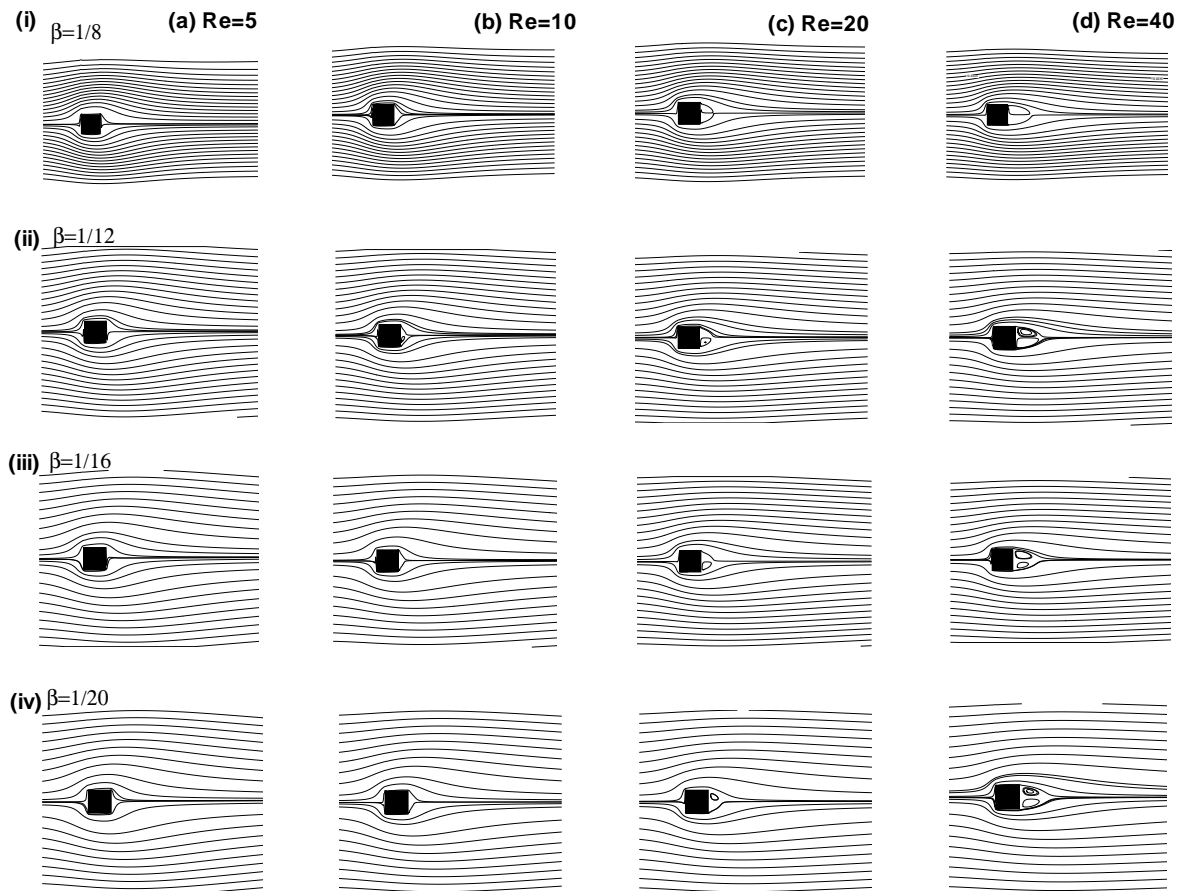 (i) β=1/8 (a) Re=5 (b) Re=10 (c) Re=20 (d) Re=40
(ii) β=1/12
(iii) β=1/16
(iv) β=1/20